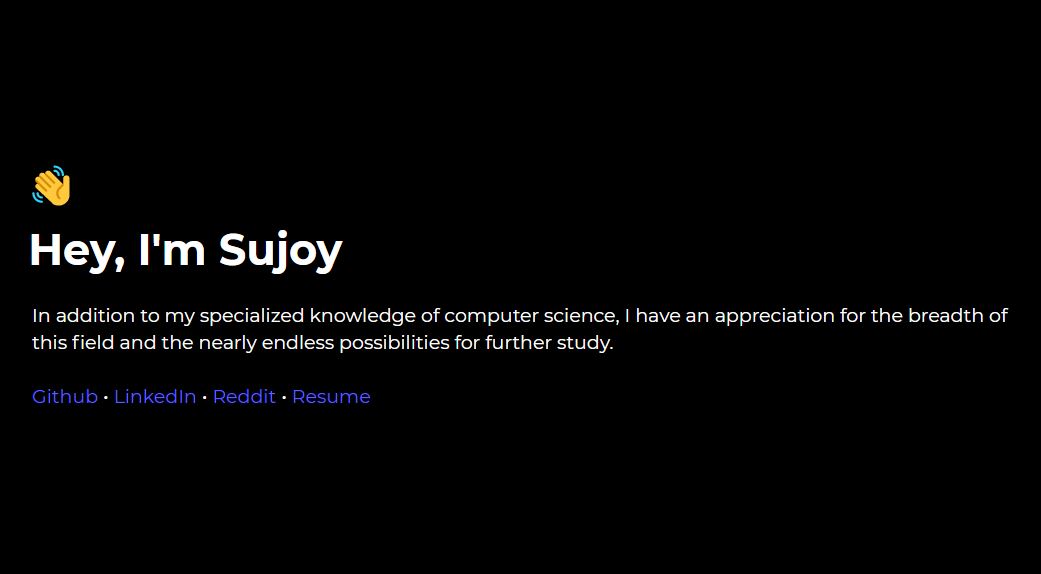 Hey, I'm Sujoy
In addition to my specialized knowledge of computer science, I have an appreciation for the breadth of
this field and the nearly endless possibilities for further study.
Github • LinkedIn • Reddit • Resume